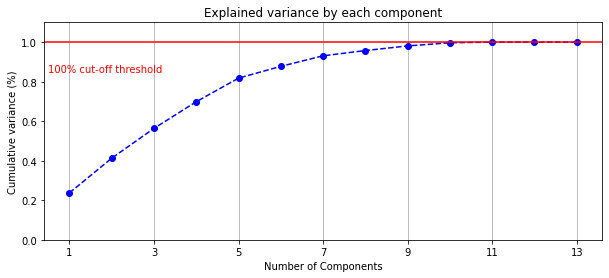 Explained variance by each component
1.0
100% cut-off threshold
0.8
0.6
0.4
0.2
0.0
Cumulative variance (%)
1 3 5 7 9 11 13
Number of Components